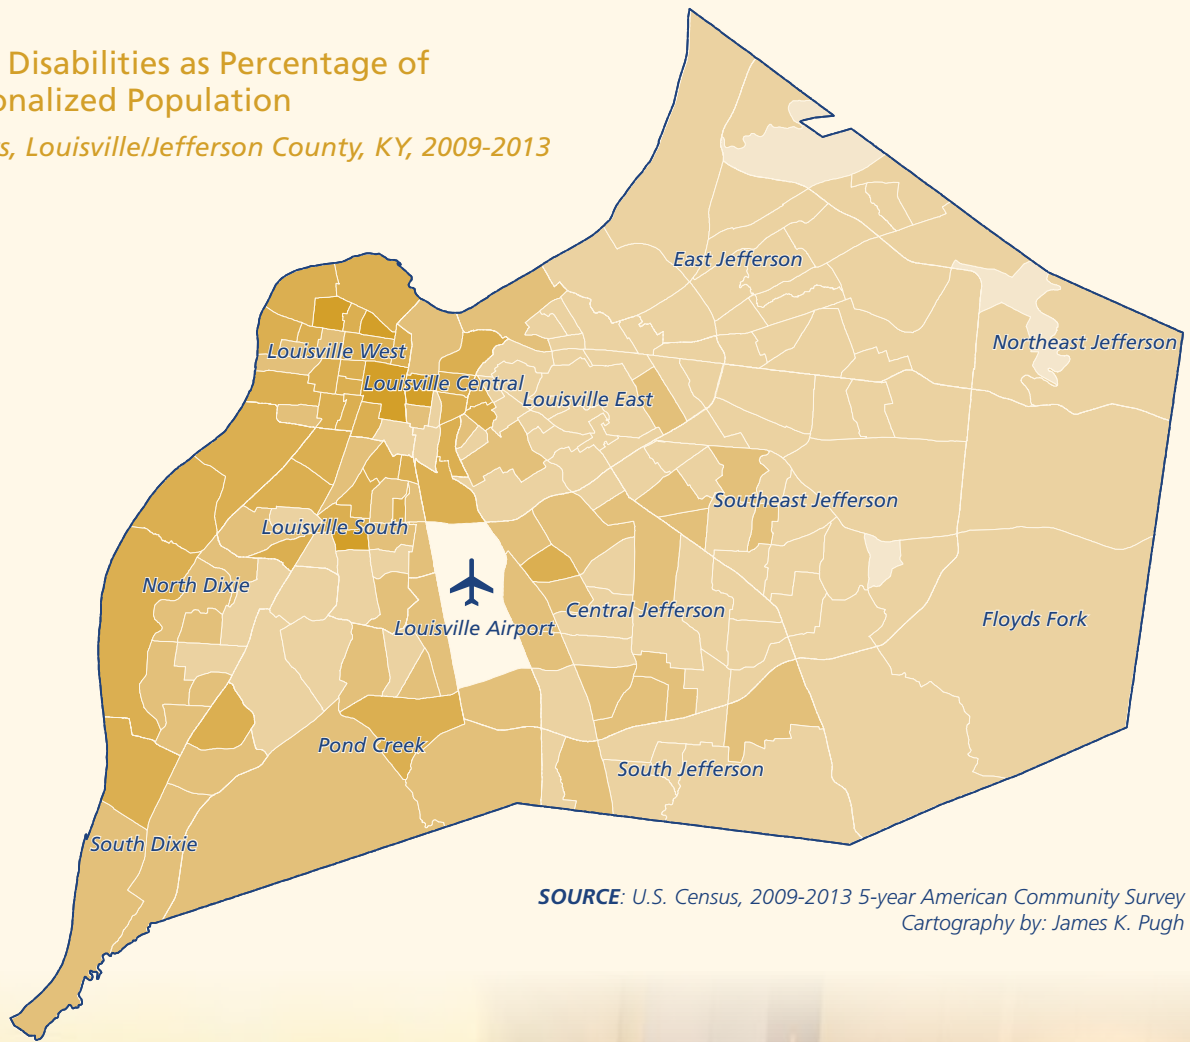 Disabilities as Percentage of
onalized Population
s, Louisville/Jefferson County, KY, 2009-2013
East Jefferson
Northeast Jefferson
Louisville West
Louisville Central
Louisville East
Southeast Jefferson
Louisville South
North Dixie
Central Jefferson
Louisville Airport
Floyds Fork
Pond Creek
South Jefferson
South Dixie
SOURCE: U.S. Census, 2009-2013 5-year American Community Survey
Cartography by: James K. Pugh